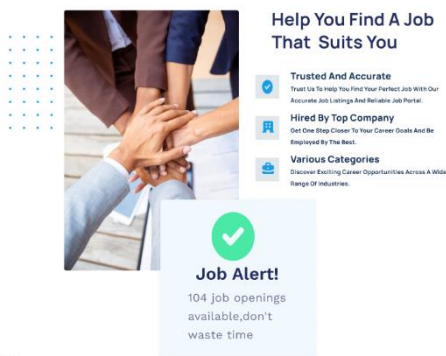 Help You Find A Job
That Suits You
Trusted And Accurate
Trust Us To Help You Find Your Perfect Job With Our
Accurate Job Listings And Reliable Job Portal.
Hired By Top Company
Get One Step Closer To Your Career Goals And Be
Employed By The Best.
Various Categories
Discover Exciting Career Opportunities Across A Wide
Range Of Industries.
Job Alert!
104 job openings
available,don't
waste time